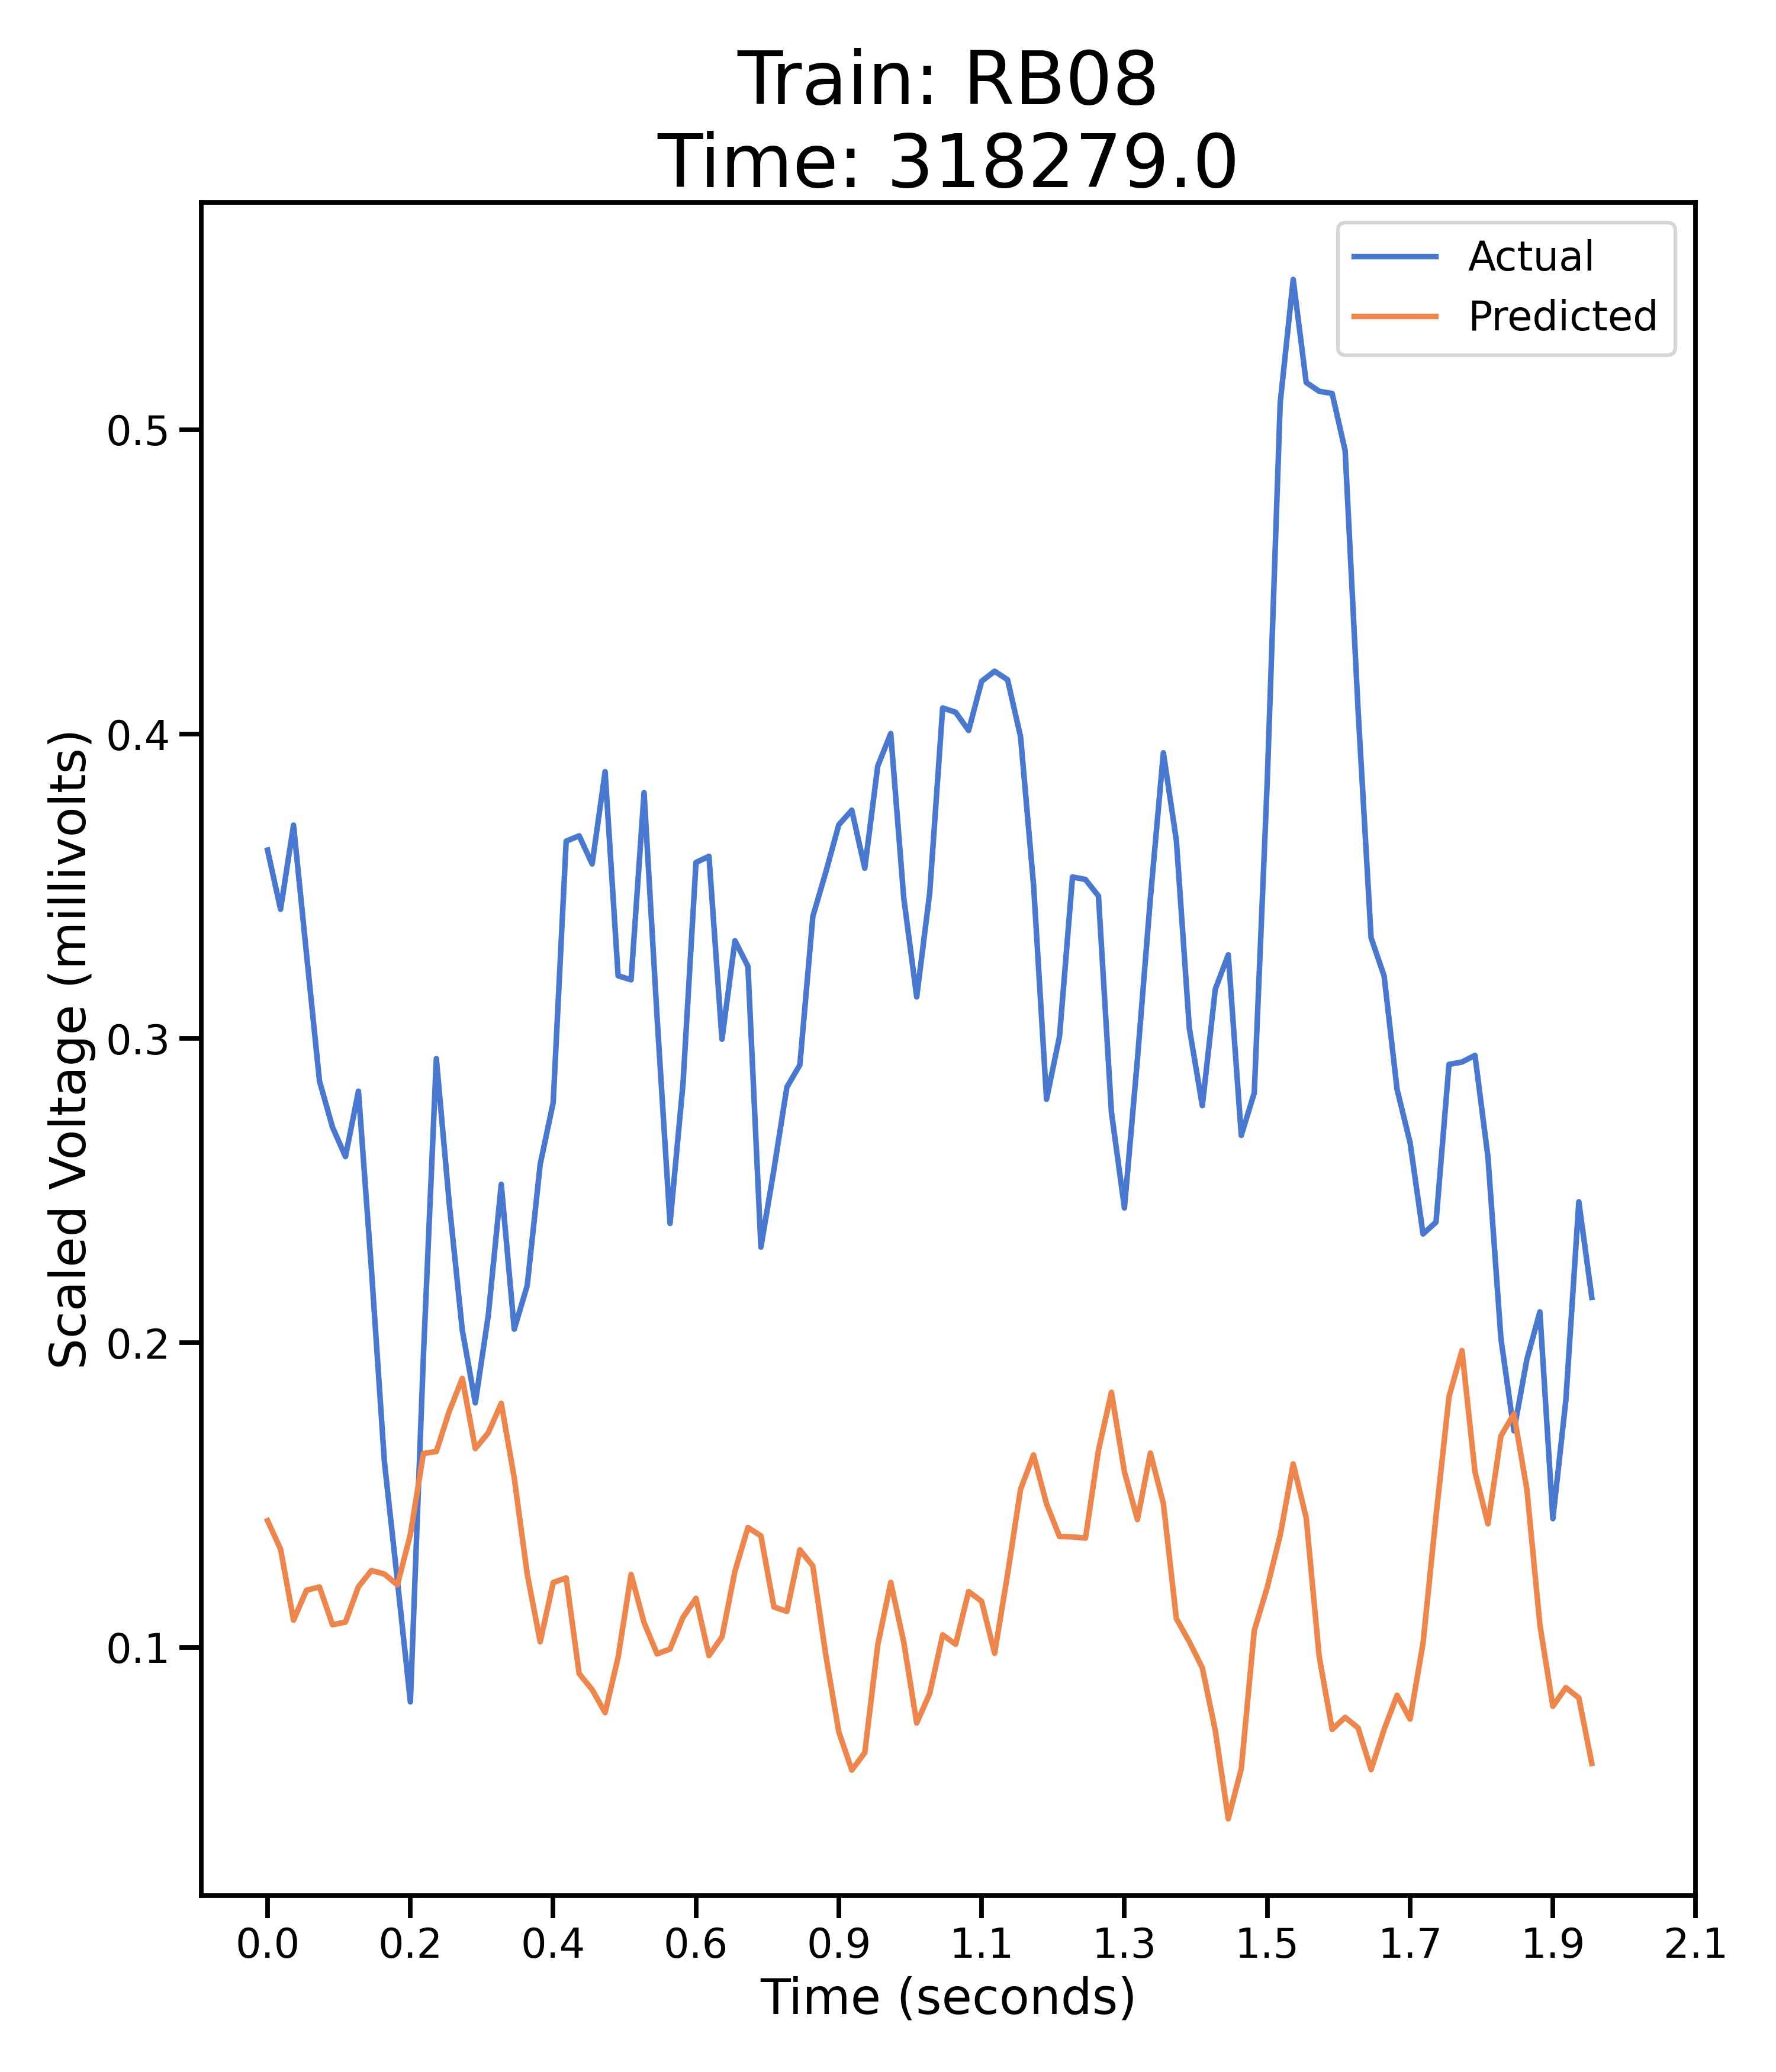 Train: RB08
Time: 318279.0
Actual
Predicted
Scaled Voltage (millivolts)
0.5
0.4
0.3
0.2
0.1
0.0 0.2 0.4 0.6 0.9 1.1 1.3 1.5 1.7 1.9 2.1
Time (seconds)